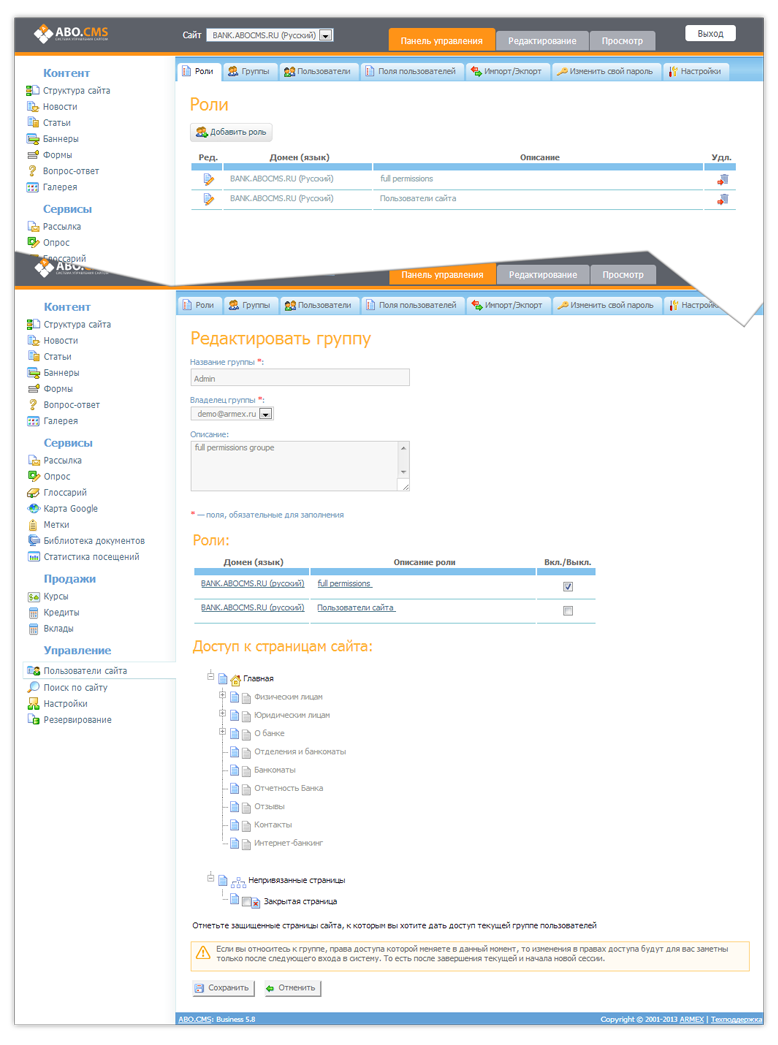 ABO.CMS
СИСТЕМА УПРАВЛЕНИЯ САЙТОМ
Сайт BANK.ABOCMS.RU (Русский)
Панель управления Редактирование Просмотр Выход
Контент
Структура сайта
Новости
Статьи
Баннеры
Формы
Вопрос-ответ
Галерея
Сервисы
Рассылка
Опрос
Глоссарий
Роли Группы Пользователи Поля пользователей Импорт/Экспорт Изменить свой пароль Настройки
Роли
Добавить роль
Ред. Домен (язык) Описание Удл.
BANK.ABOCMS.RU (Русский) full permissions
BANK.ABOCMS.RU (Русский) Пользователи сайта
ABO.CMS
СИСТЕМА УПРАВЛЕНИЯ САЙТОМ
Панель управления Редактирование Просмотр
Контент
Структура сайта
Новости
Статьи
Баннеры
Формы
Вопрос-ответ
Галерея
Сервисы
Рассылка
Опрос
Глоссарий
Карта Google
Метки
Библиотека документов
Статистика посещений
Продажи
Курсы
Кредиты
Вклады
Управление
Пользователи сайта
Поиск по сайту
Настройки
Резервирование
Роли Группы Пользователи Поля пользователей Импорт/Экспорт Изменить свой пароль Настройки
Редактировать группу
Название группы *:
Admin
Владелец группы *:
demo@armex.ru
Описание:
full permissions groupe
* — поля, обязательные для заполнения
Роли:
Домен (язык) Описание роли Вкл./Выкл.
BANK.ABOCMS.RU (русский) full permissions
BANK.ABOCMS.RU (русский) Пользователи сайта
Доступ к страницам сайта:
Главная
Физическим лицам
Юридическим лицам
О банке
Отделения и банкоматы
Банкоматы
Отчетность Банка
Отзывы
Контакты
Интернет-банкинг
Непривязанные страницы
Закрытая страница
Отметьте защищенные страницы сайта, к которым вы хотите дать доступ текущей группе пользователей
Если вы относитесь к группе, права доступа которой меняете в данный момент, то изменения в правах доступа будут для вас заметны
только после следующего входа в систему. То есть после завершения текущей и начала новой сессии.
Сохранить Отменить
ABO.CMS: Business 5.8 Copyright © 2001-2013 ARMEX | Техподдержка